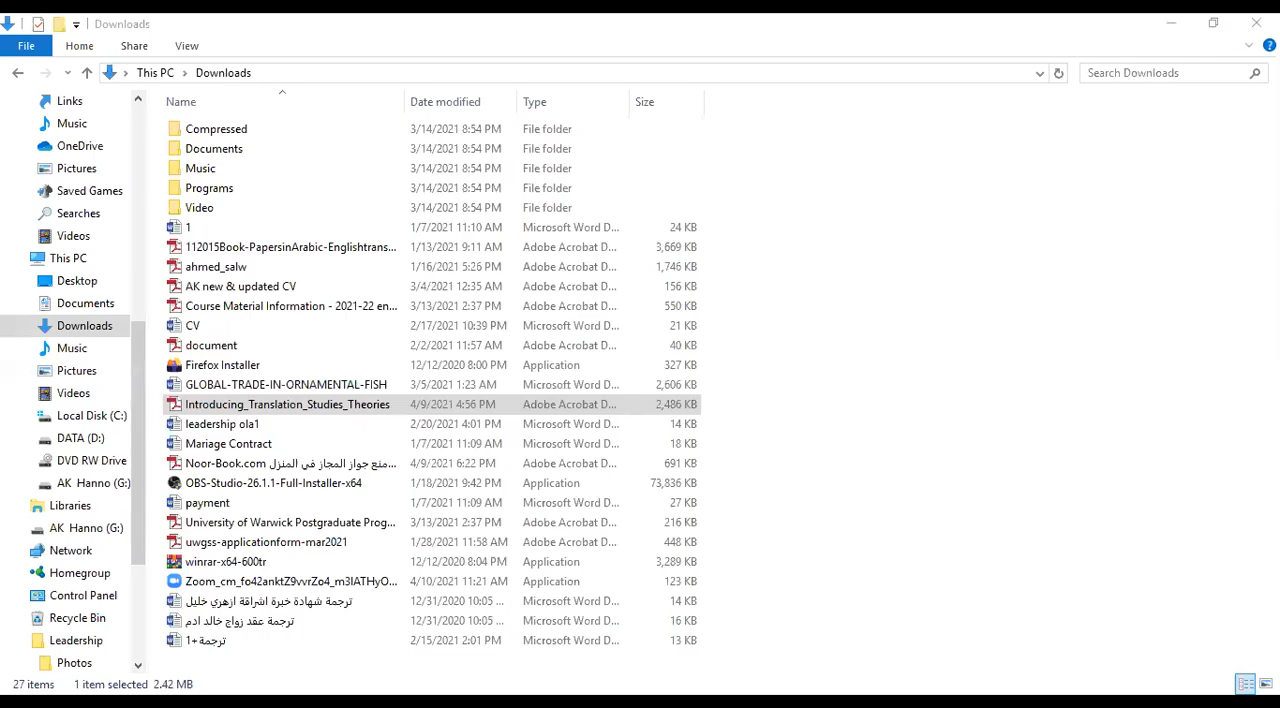 Downloads
File Home Share View
This PC Downloads Search Downloads
Links
Music
OneDrive
Pictures
Saved Games
Searches
Videos
This PC
Desktop
Documents
Downloads
Music
Pictures
Videos
Local Disk (C:)
DATA (D:)
DVD RW Drive
AK Hanno (G:)
Libraries
AK Hanno (G:)
Network
Homegroup
Control Panel
Recycle Bin
Leadership
Photos
Name Date modified Type Size
Compressed 3/14/2021 8:54 PM File folder
Documents 3/14/2021 8:54 PM File folder
Music 3/14/2021 8:54 PM File folder
Programs 3/14/2021 8:54 PM File folder
Video 3/14/2021 8:54 PM File folder
1 1/7/2021 11:10 AM Microsoft Word D... 24 KB
112015Book-PapersinArabic-Englishtrans... 1/13/2021 9:11 AM Adobe Acrobat D... 3,669 KB
ahmed_salw 1/16/2021 5:26 PM Adobe Acrobat D... 1,746 KB
AK new & updated CV 3/4/2021 12:35 AM Adobe Acrobat D... 156 KB
Course Material Information - 2021-22 en... 3/13/2021 2:37 PM Adobe Acrobat D... 550 KB
CV 2/17/2021 10:39 PM Microsoft Word D... 21 KB
document 2/2/2021 11:57 AM Adobe Acrobat D... 40 KB
Firefox Installer 12/12/2020 8:00 PM Application 327 KB
GLOBAL-TRADE-IN-ORNAMENTAL-FISH 3/5/2021 1:23 AM Microsoft Word D... 2,606 KB
Introducing_Translation_Studies_Theories 4/9/2021 4:56 PM Adobe Acrobat D... 2,486 KB
leadership ola1 2/20/2021 4:01 PM Microsoft Word D... 14 KB
Mariage Contract 1/7/2021 11:09 AM Microsoft Word D... 18 KB
Noor-Book.com منع جواز المجاز في المنزل... 4/9/2021 6:22 PM Adobe Acrobat D... 691 KB
OBS-Studio-26.1.1-Full-Installer-x64 1/18/2021 9:42 PM Application 73,836 KB
payment 1/7/2021 11:09 AM Microsoft Word D... 27 KB
University of Warwick Postgraduate Prog... 3/13/2021 2:37 PM Adobe Acrobat D... 216 KB
uwgss-applicationform-mar2021 1/28/2021 11:58 AM Adobe Acrobat D... 448 KB
winrar-x64-600tr 12/12/2020 8:04 PM Application 3,289 KB
Zoom_cm_fo42anktZ9vvrZo4_m3IATHyO... 4/10/2021 11:21 AM Application 123 KB
ترجمة شهادة خبرة اشراقة ازهري خليل 12/31/2020 10:05 ... Microsoft Word D... 14 KB
ترجمة عقد زواج خالد ادم 12/31/2020 10:05 ... Microsoft Word D... 16 KB
ترجمة+1 2/15/2021 2:01 PM Microsoft Word D... 13 KB
27 items 1 item selected 2.42 MB